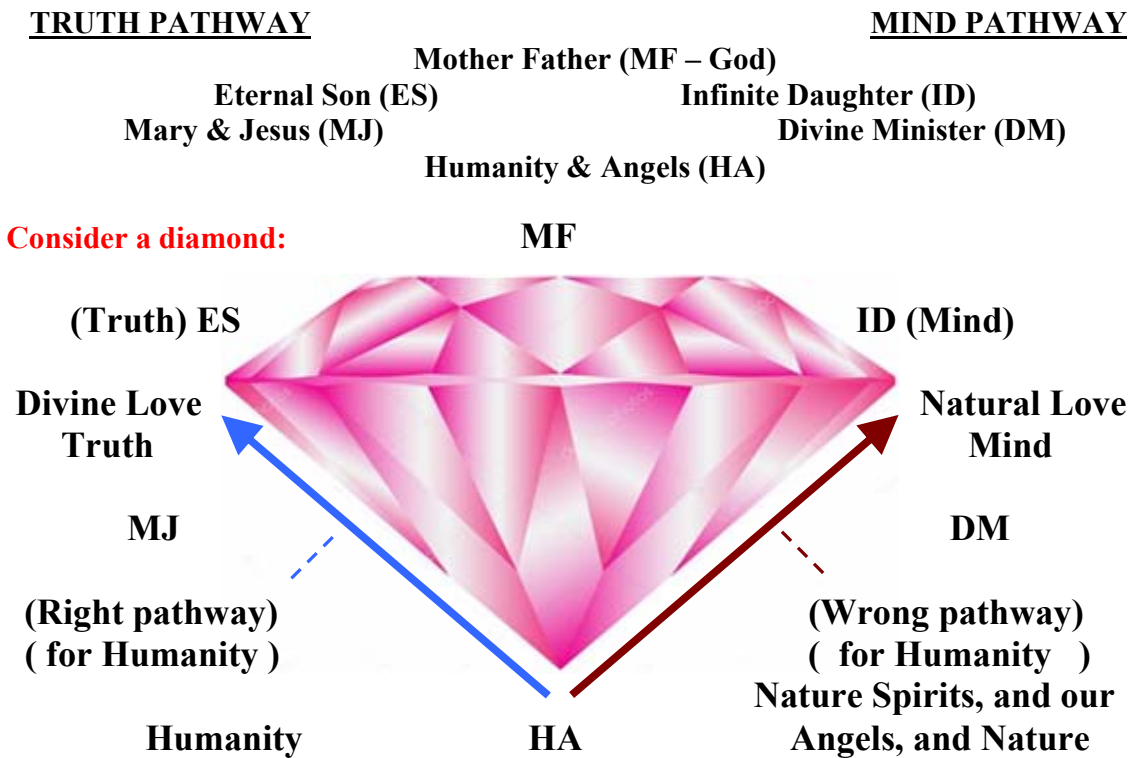 TRUTH PATHWAY MIND PATHWAY
Mother Father (MF – God)
Eternal Son (ES) Infinite Daughter (ID)
Mary & Jesus (MJ) Divine Minister (DM)
Humanity & Angels (HA)
Consider a diamond: MF
(Truth) ES ID (Mind)
Divine Love Natural Love
Truth Mind
MJ DM
(Right pathway) (Wrong pathway)
( for Humanity ) ( for Humanity )
Nature Spirits, and our
Humanity HA Angels, and Nature